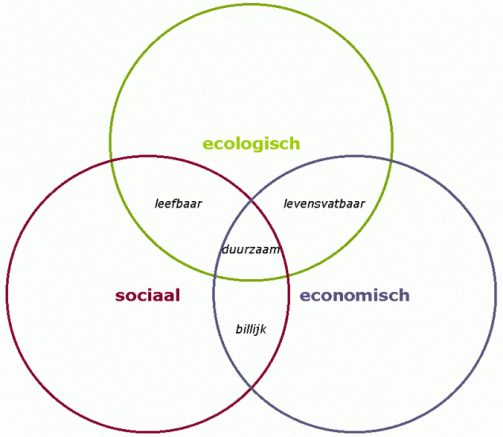 ecologisch
leefbaar
levensvatbaar
duurzaam
sociaal
economisch
billijk